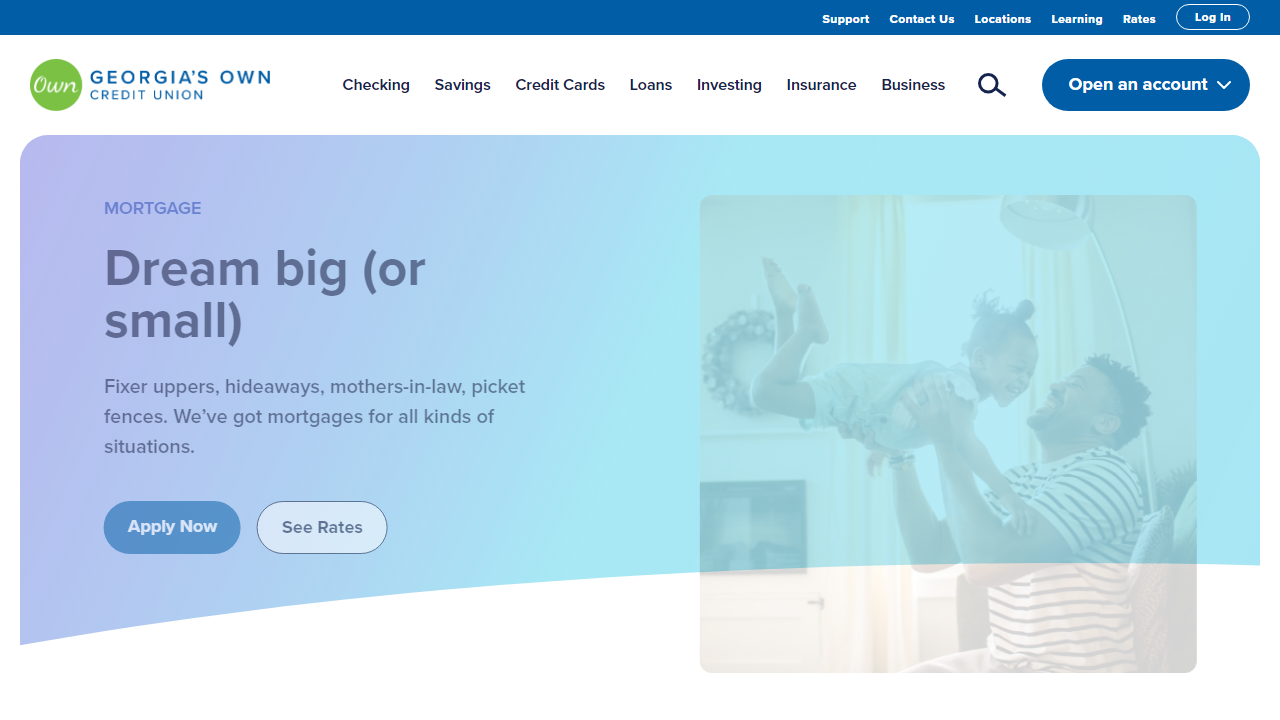 Support Contact Us Locations Learning Rates Log In
Own GEORGIA'S OWN
CREDIT UNION
Checking Savings Credit Cards Loans Investing Insurance Business Open an account
MORTGAGE
Dream big (or
small)
Fixer uppers, hideaways, mothers-in-law, picket
fences. We’ve got mortgages for all kinds of
situations.
Apply Now See Rates